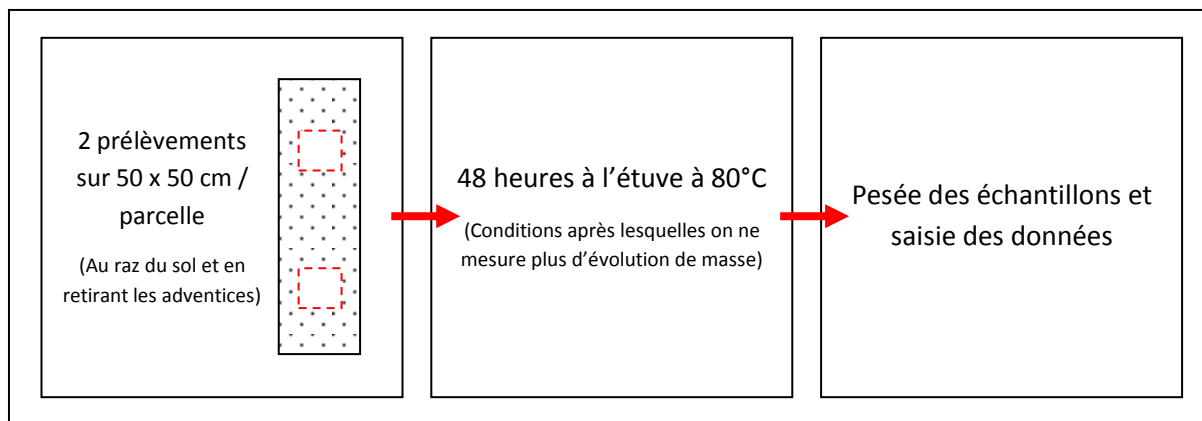 2 prélèvements
sur 50 x 50 cm /
parcelle
(Au raz du sol et en
retirant les adventices)
48 heures à l'étuve à 80°C
(Conditions après lesquelles on ne
mesure plus d'évolution de masse)
Pesée des échantillons et
saisie des données